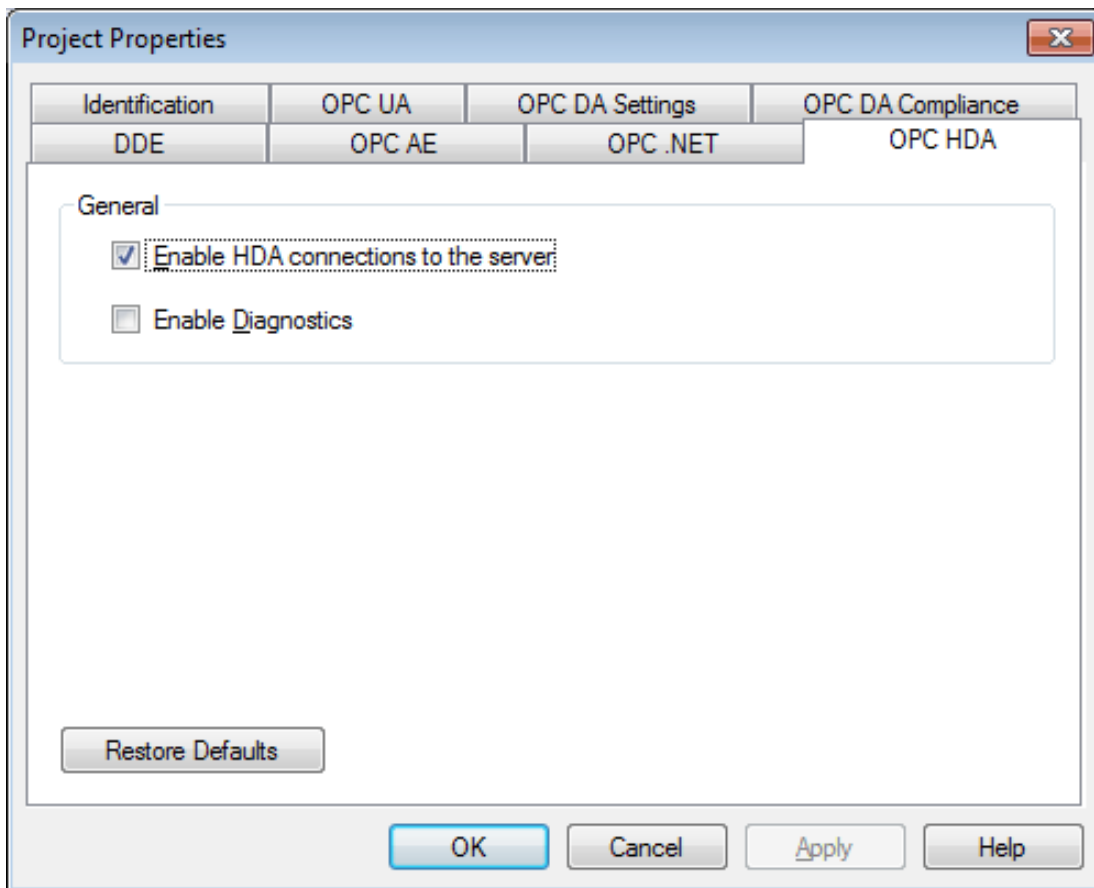 Project Properties
Identification OPC UA OPC DA Settings OPC DA Compliance
DDE OPC AE OPC .NET OPC HDA
General
Enable HDA connections to the server
Enable Diagnostics
Restore Defaults
OK Cancel Apply Help